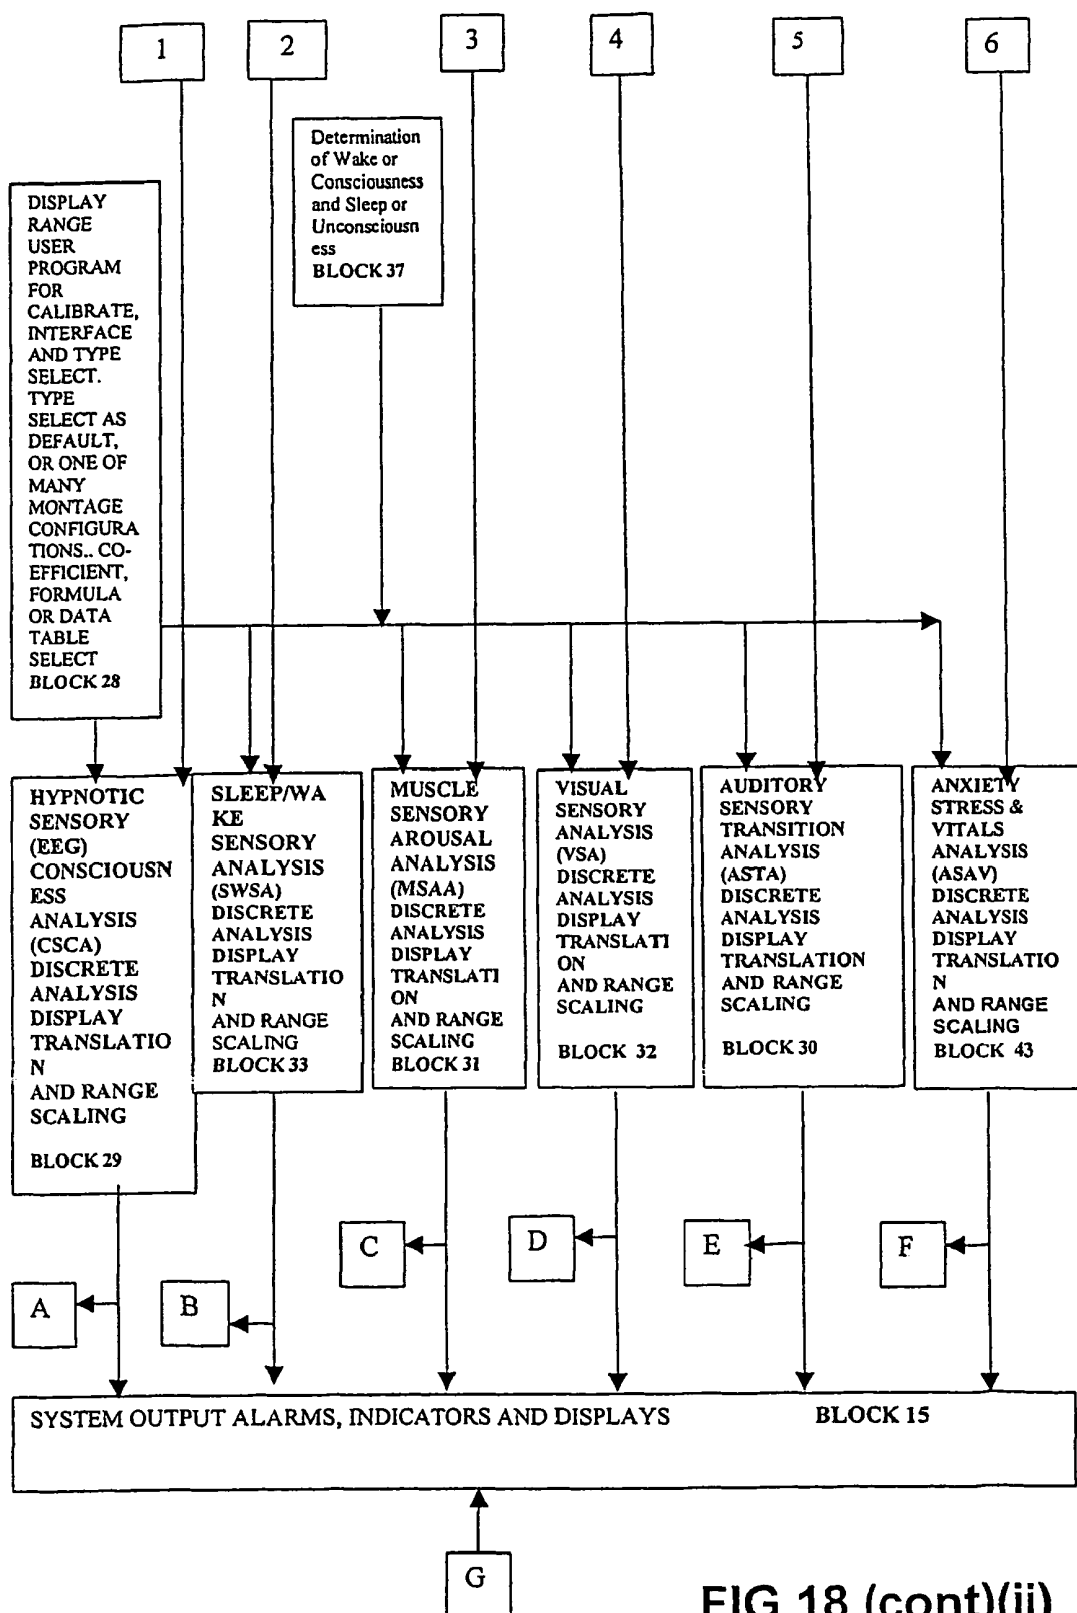 1
2
3
4
5
6
Determination
of Wake or
Consciousness
and Sleep or
Unconsciousn
ess
BLOCK 37
DISPLAY
RANGE
USER
PROGRAM
FOR
CALIBRATE,
INTERFACE
AND TYPE
SELECT.
TYPE
SELECT AS
DEFAULT,
OR ONE OF
MANY
MONTAGE
CONFIGURA
TIONS.. CO-
EFFICIENT,
FORMULA
OR DATA
TABLE
SELECT
BLOCK 28
HYPNOTIC
SENSORY
(EEG)
CONSCIOUSN
ESS
ANALYSIS
(CSCA)
DISCRETE
ANALYSIS
DISPLAY
TRANSLATIO
N
AND RANGE
SCALING
BLOCK 29
SLEEP/WA
KE
SENSORY
ANALYSIS
(SWSA)
DISCRETE
ANALYSIS
DISPLAY
TRANSLATIO
N
AND RANGE
SCALING
BLOCK 33
MUSCLE
SENSORY
AROUSAL
ANALYSIS
(MSAA)
DISCRETE
ANALYSIS
DISPLAY
TRANSLATI
ON
AND RANGE
SCALING
BLOCK 31
VISUAL
SENSORY
ANALYSIS
(VSA)
DISCRETE
ANALYSIS
DISPLAY
TRANSLATI
ON
AND RANGE
SCALING
BLOCK 32
AUDITORY
SENSORY
TRANSITION
ANALYSIS
(ASTA)
DISCRETE
ANALYSIS
DISPLAY
TRANSLATION
AND RANGE
SCALING
BLOCK 30
ANXIETY
STRESS &
VITALS
ANALYSIS
(ASAV)
DISCRETE
ANALYSIS
DISPLAY
TRANSLATIO
N
AND RANGE
SCALING
BLOCK 43
A
B
C
D
E
F
SYSTEM OUTPUT ALARMS, INDICATORS AND DISPLAYS BLOCK 15
G
FIG 18 (cont)(ii)